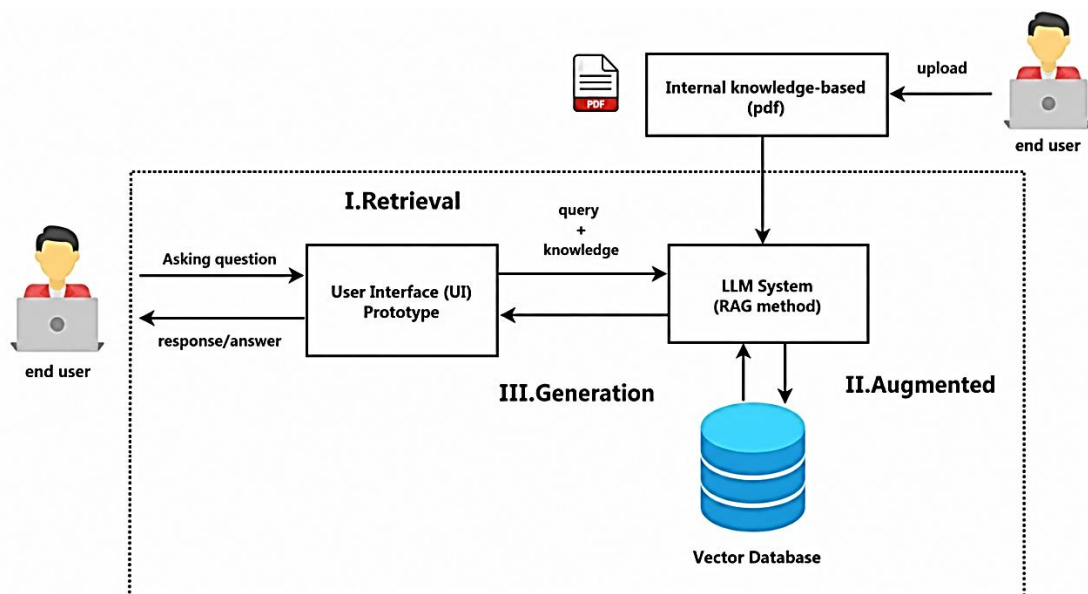 upload
Internal knowledge-based
(pdf)
PDF
end user
I.Retrieval
query
+
knowledge
Asking question
User Interface (UI)
Prototype
LLM System
(RAG method)
response/answer
end user
III.Generation
II.Augmented
Vector Database